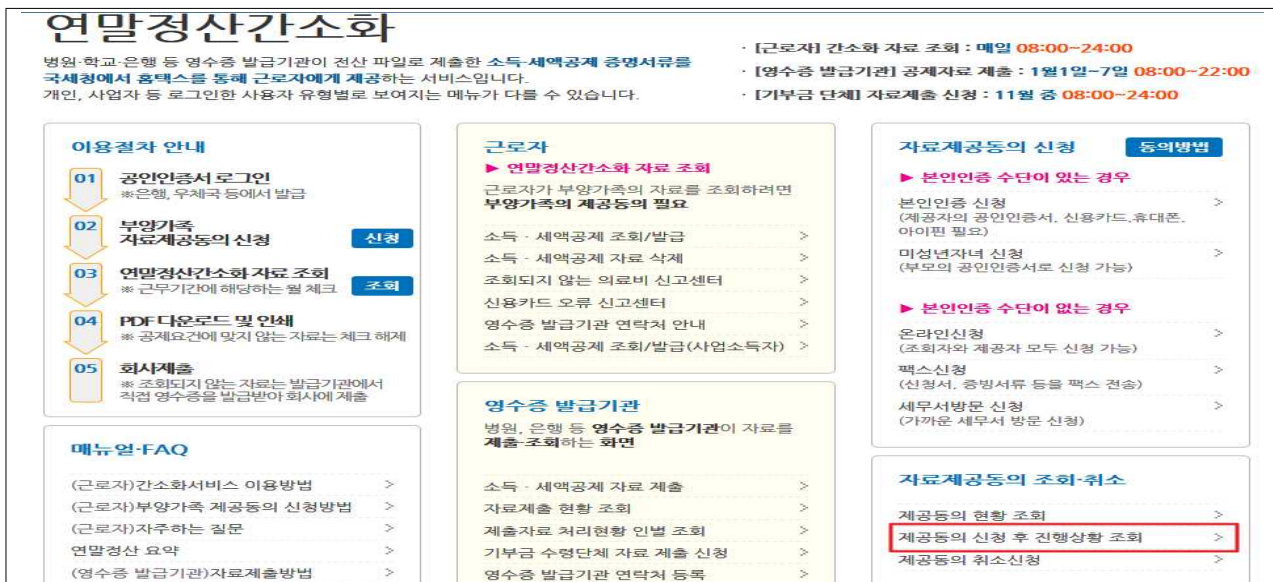 연말정산간소화
병원·학교·은행 등 영수증 발급기관이 전산 파일로 제출한 소득·세액공제 증명서류를
국세청에서 홈택스를 통해 근로자에게 제공하는 서비스입니다.
개인, 사업자 등 로그인한 사용자 유형별로 보여지는 메뉴가 다를 수 있습니다.
· [근로자] 간소화 자료 조회 : 매일 08:00~24:00
· [영수증 발급기관] 공제자료 제출 : 1월1일~7일 08:00~22:00
· [기부금 단체] 자료제출 신청 : 11월 중 08:00~24:00
이용절차 안내
01 공인인증서 로그인
※은행, 우체국 등에서 발급
02 부양가족
자료제공동의 신청 신청
03 연말정산간소화 자료 조회
※ 근무기간에 해당하는 월 체크 조회
04 PDF 다운로드 및 인쇄
※ 공제요건에 맞지 않는 자료는 체크 해제
05 회사제출
※ 조회되지 않는 자료는 발급기관에서
직접 영수증을 발급받아 회사에 제출
매뉴얼·FAQ
(근로자)간소화서비스 이용방법 >
(근로자)부양가족 제공동의 신청방법 >
(근로자)자주하는 질문 >
연말정산 요약 >
(영수증 발급기관)자료제출방법 >
근로자
▶ 연말정산간소화 자료 조회
근로자가 부양가족의 자료를 조회하려면
부양가족의 제공동의 필요
소득 · 세액공제 조회/발급 >
소득 · 세액공제 자료 삭제 >
조회되지 않는 의료비 신고센터 >
신용카드 오류 신고센터 >
영수증 발급기관 연락처 안내 >
소득 · 세액공제 조회/발급(사업소득자) >
영수증 발급기관
병원, 은행 등 영수증 발급기관이 자료를
제출·조회하는 화면
소득 · 세액공제 자료 제출 >
자료제출 현황 조회 >
제출자료 처리현황 인별 조회 >
기부금 수령단체 자료 제출 신청 >
영수증 발급기관 연락처 등록 >
자료제공동의 신청 동의방법
▶ 본인인증 수단이 있는 경우
본인인증 신청 >
(제공자의 공인인증서, 신용카드,휴대폰,
아이핀 필요)
미성년자녀 신청 >
(부모의 공인인증서로 신청 가능)
▶ 본인인증 수단이 없는 경우
온라인신청 >
(조회자와 제공자 모두 신청 가능)
팩스신청 >
(신청서, 증빙서류 등을 팩스 전송)
세무서방문 신청 >
(가까운 세무서 방문 신청)
자료제공동의 조회·취소
제공동의 현황 조회 >
제공동의 신청 후 진행상황 조회 >
제공동의 취소신청 >